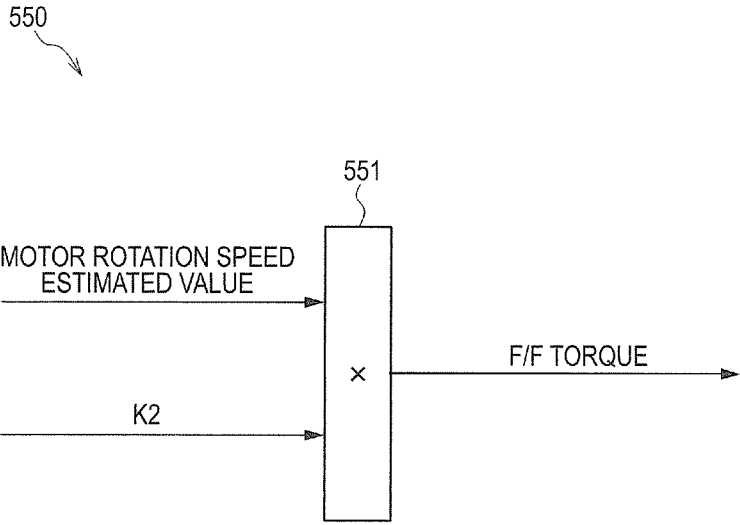 550
551
MOTOR ROTATION SPEED
ESTIMATED VALUE
F/F TORQUE
×
K2